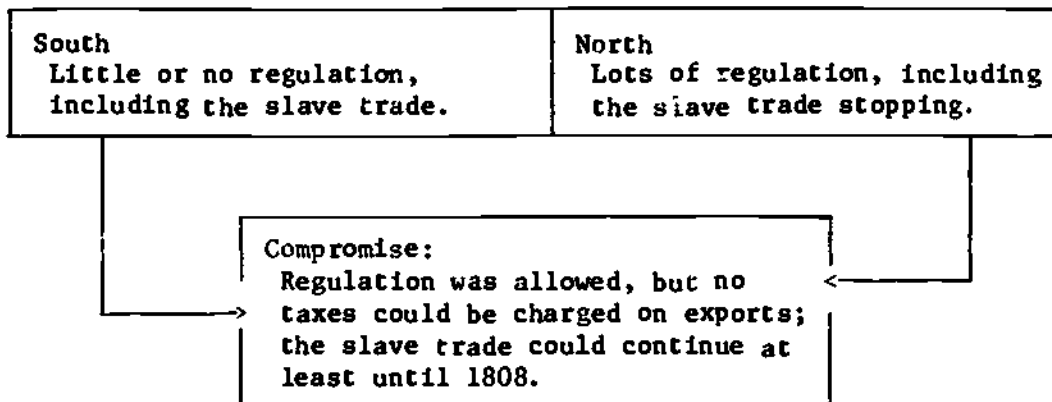 South
Little or no regulation,
including the slave trade.
North
Lots of regulation, including
the slave trade stopping.
Compromise:
Regulation was allowed, but no
taxes could be charged on exports;
the slave trade could continue at
least until 1808.